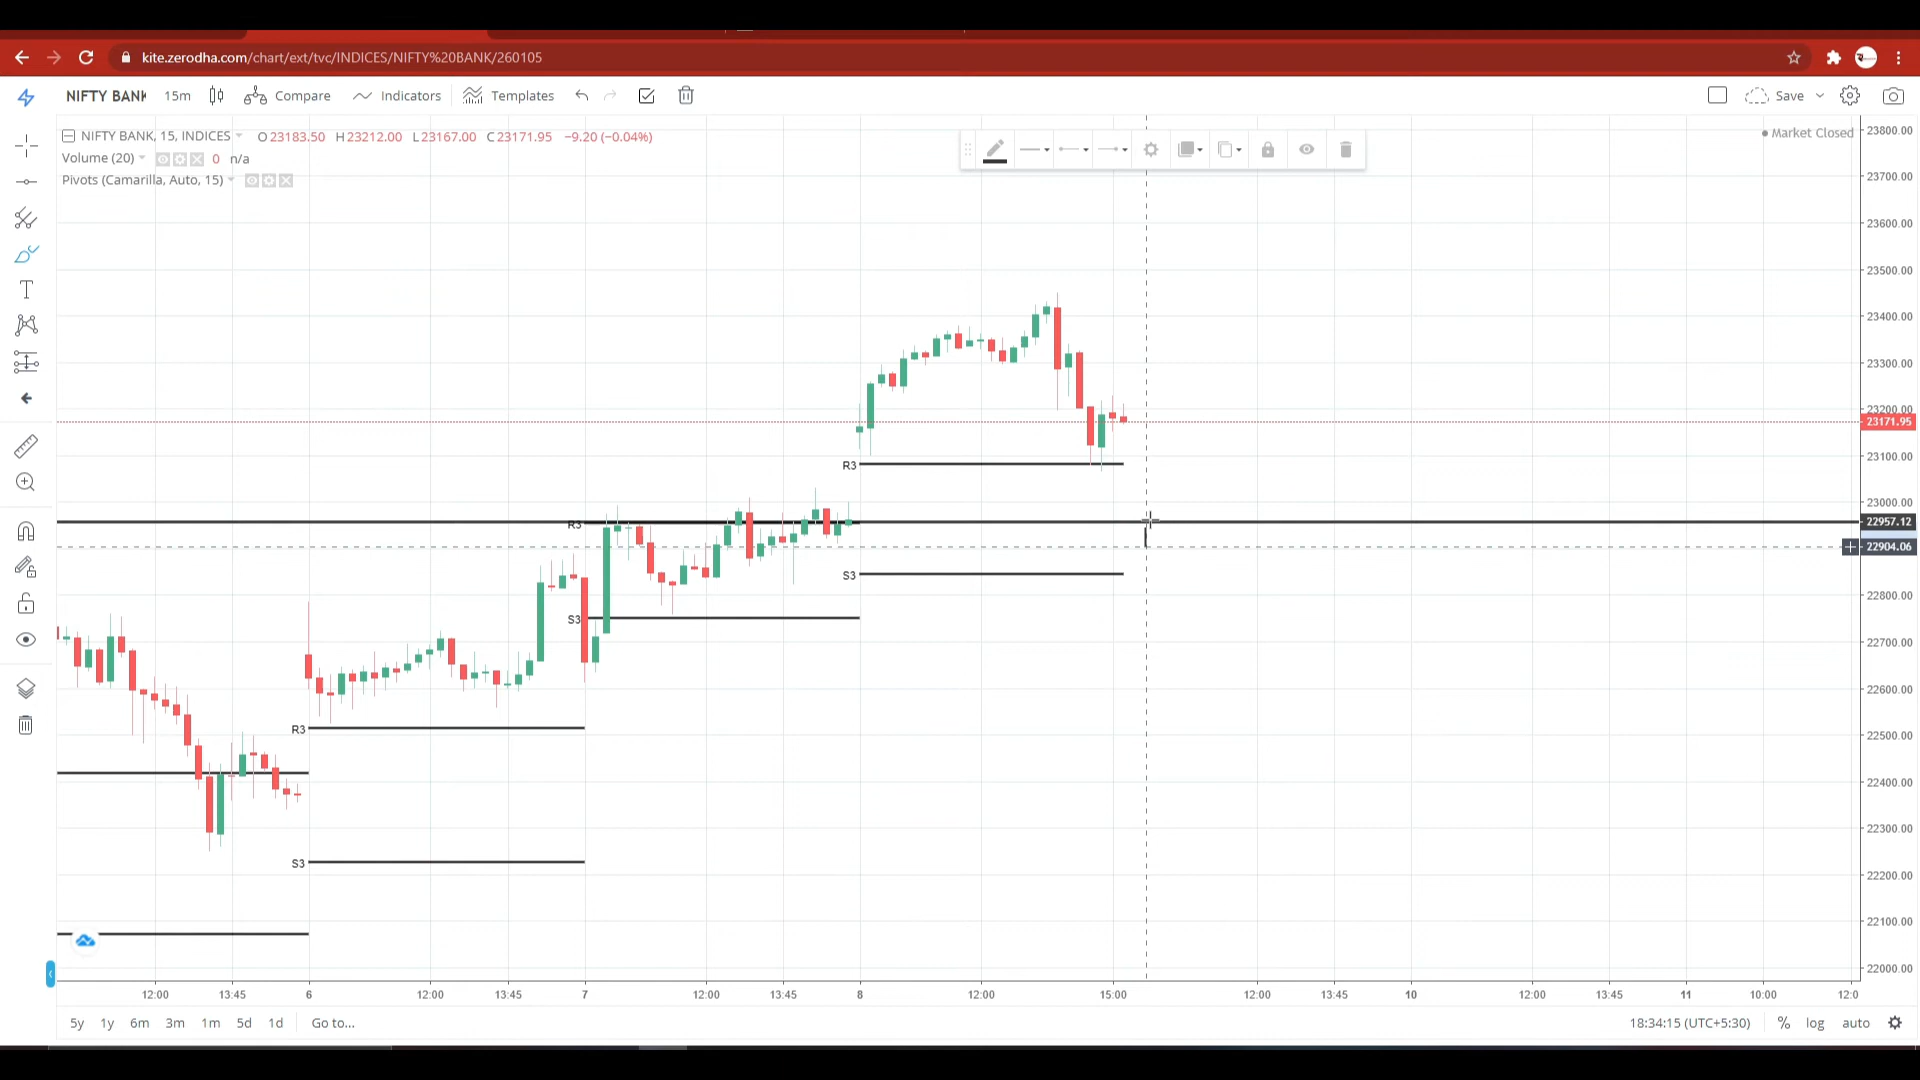 kite.zerodha.com/chart/ext/tvc/INDICES/NIFTY%20BANK/260105
NIFTY BANK 15m Compare Indicators Templates Save
NIFTY BANK, 15, INDICES O 23183.50 H 23212.00 L 23167.00 C 23171.95 −9.20 (−0.04%)
Market Closed
Volume (20) 0 n/a
Pivots (Camarilla, Auto, 15)
23800.00
23700.00
23600.00
23500.00
23400.00
23300.00
23200.00
23171.95
23100.00
R3
23000.00
R3
22957.12
22904.06
S3
22800.00
S3
22700.00
22600.00
R3
22500.00
22400.00
22300.00
S3
22200.00
22100.00
22000.00
12:00 13:45 6 12:00 13:45 7 12:00 13:45 8 12:00 15:00 12:00 13:45 10 12:00 13:45 11 10:00 12:0
5y 1y 6m 3m 1m 5d 1d Go to... 18:34:15 (UTC+5:30) % log auto